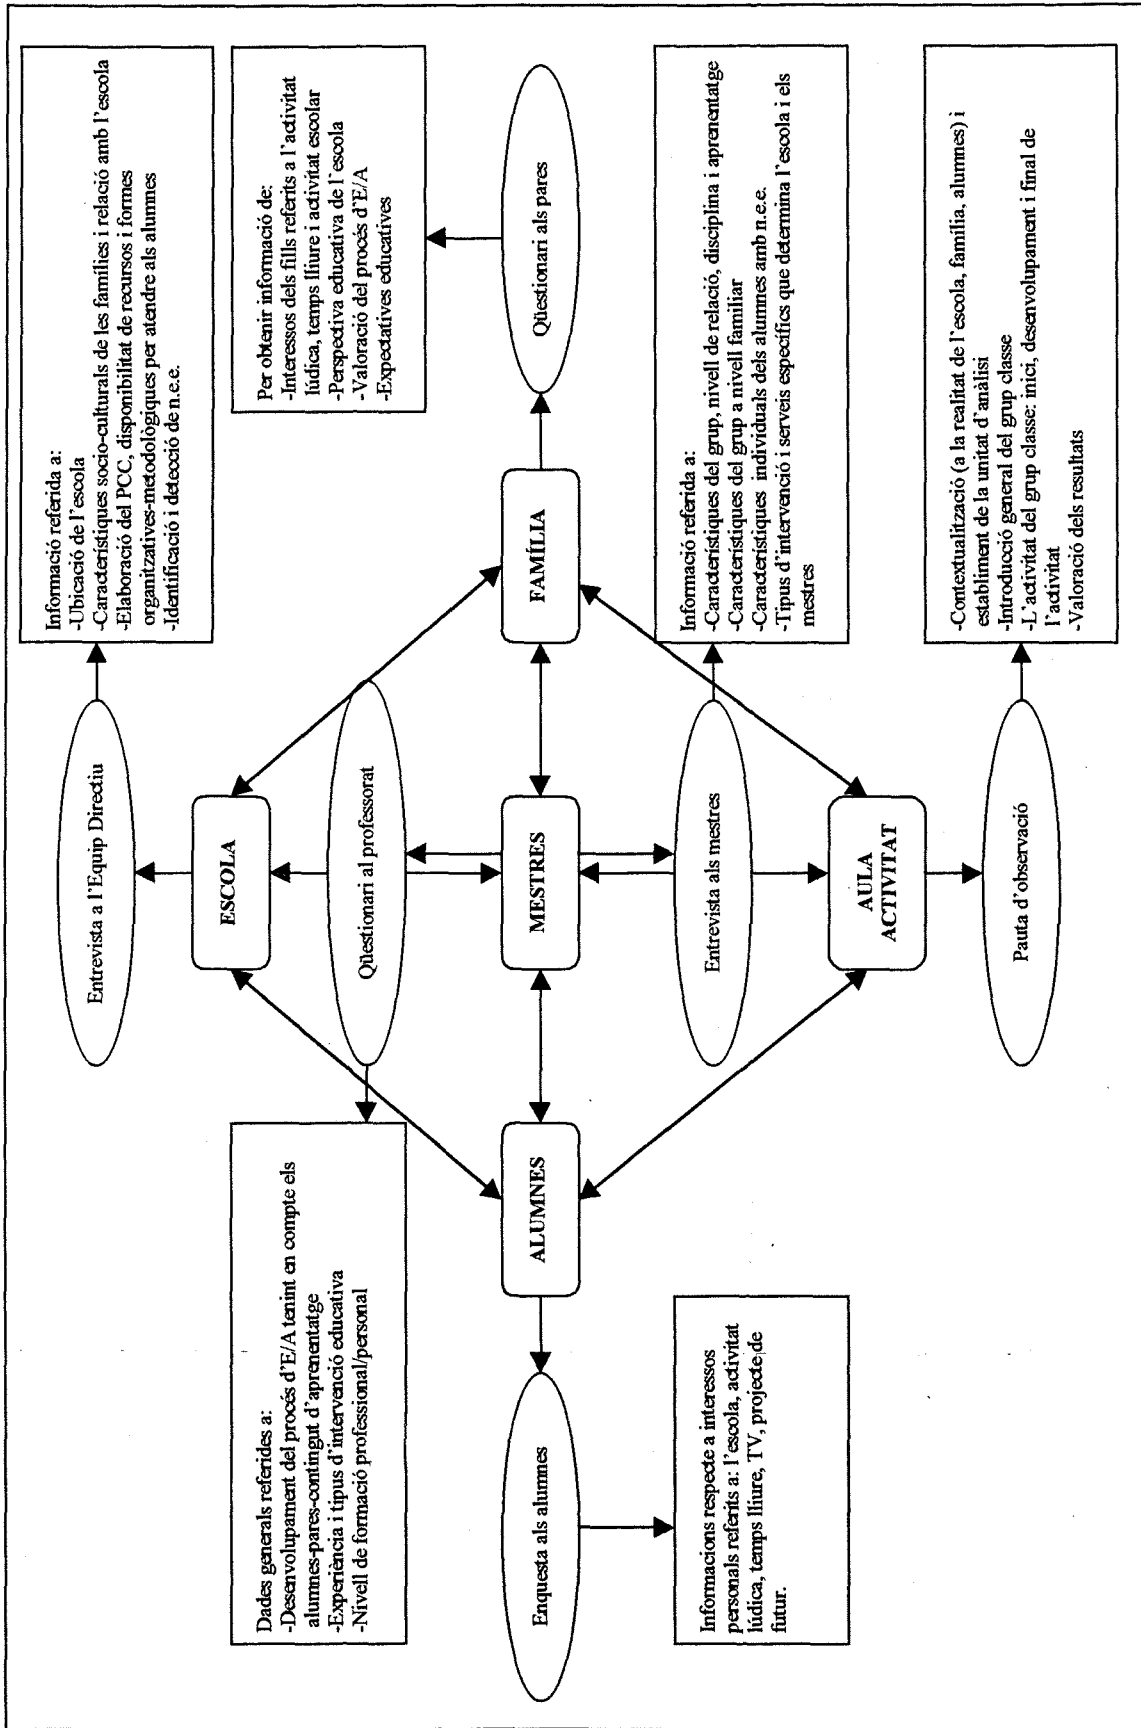 Informació referida a:
-Ubicació de l'escola
-Característiques socio-culturals de les famílies i relació amb l'escola
-Elaboració del PCC, disponibilitat de recursos i formes
organitzatives-metodològiques per atendre als alumnes
-Identificació i detecció de n.e.e.
Entrevista a l'Equip Directiu
ESCOLA
Dades generals referides a:
-Desenvolupament del procés d'E/A tenint en compte els
alumnes-pares-contingut d'aprenentatge
-Experiència i tipus d'intervenció educativa
-Nivell de formació professional/personal
Qüestionari al professorat
Per obtenir informació de:
-Interessos dels fills referits a l'activitat
lúdica, temps lliure i activitat escolar
-Perspectiva educativa de l'escola
-Valoració del procés d'E/A
-Expectatives educatives
Enquesta als alumnes
ALUMNES
MESTRES
FAMÍLIA
Qüestionari als pares
Informacions respecte a interessos
personals referits a: l'escola, activitat
lúdica, temps lliure, TV, projecte de
futur.
Entrevista als mestres
Informació referida a:
-Característiques del grup, nivell de relació, disciplina i aprenentatge
-Característiques del grup a nivell familiar
-Característiques individuals dels alumnes amb n.e.e.
-Tipus d'intervenció i serveis específics que determina l'escola i els
mestres
AULA
ACTIVITAT
Pauta d'observació
-Contextualització (a la realitat de l'escola, familia, alumnes) i
establiment de la unitat d'anàlisi
-Introducció general del grup classe
-L'activitat del grup classe: inici, desenvolupament i final de
l'activitat
-Valoració dels resultats